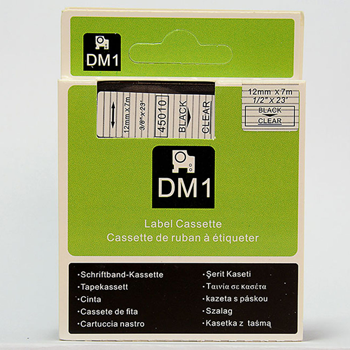 DM1
12mm x 7m
3/8" x 23'
45010
BLACK
CLEAR
12mm x 7m
1/2" x 23'
BLACK
CLEAR
DM1
Label Cassette
Cassette de ruban à étiqueter
•Schriftband-Kassette
•Tapekassett
•Cinta
•Cassete de fita
•Cartuccia nastro
•Şerit Kaseti
•Ταινία σε κασέτα
•kazeta s páskou
•Szalag
•Kasetka z taśmą